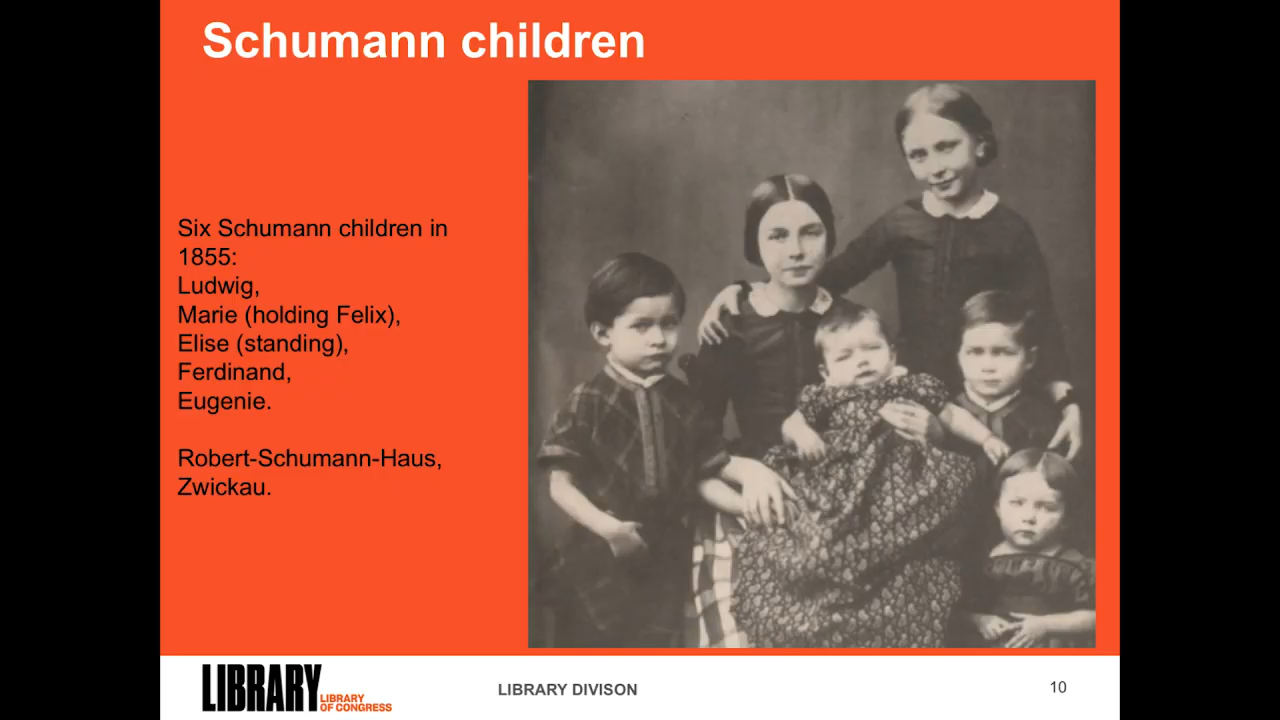 Schumann children
Six Schumann children in
1855:
Ludwig,
Marie (holding Felix),
Elise (standing),
Ferdinand,
Eugenie.
Robert-Schumann-Haus,
Zwickau.
LIBRARY
LIBRARY
OF CONGRESS
LIBRARY DIVISON
10